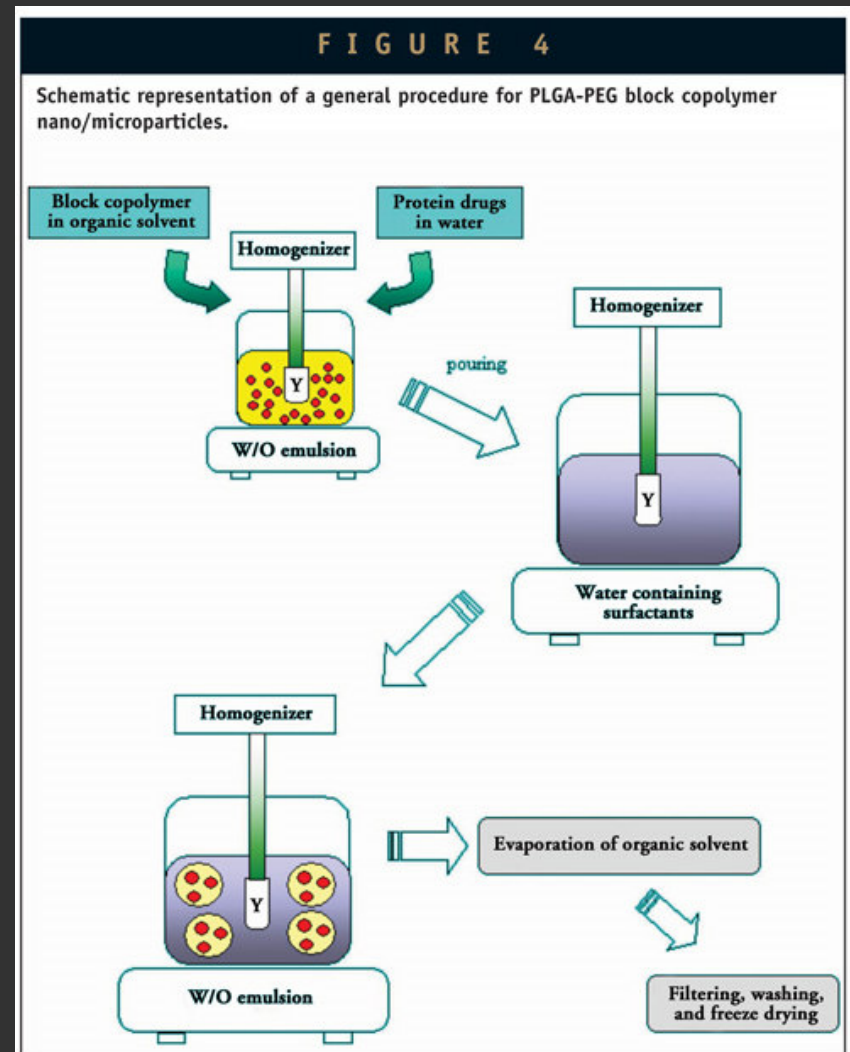 FIGURE 4
Schematic representation of a general procedure for PLGA-PEG block copolymer
nano/microparticles.
Block copolymer
in organic solvent
Protein drugs
in water
Homogenizer
Y
W/O emulsion
pouring
Homogenizer
Y
Water containing
surfactants
Homogenizer
Y
W/O emulsion
Evaporation of organic solvent
Filtering, washing,
and freeze drying